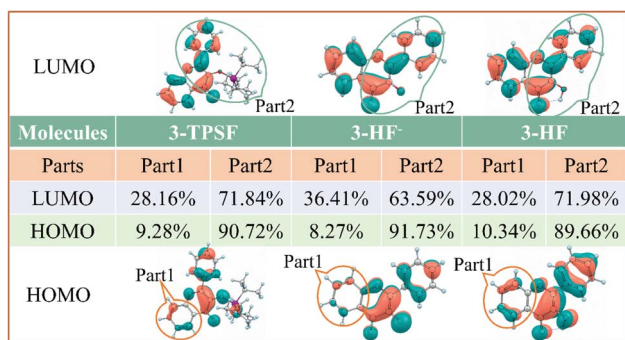 LUMO
Part2
Part2
Part2
Molecules 3-TPSF 3-HF⁻ 3-HF
Parts Part1 Part2 Part1 Part2 Part1 Part2
LUMO 28.16% 71.84% 36.41% 63.59% 28.02% 71.98%
HOMO 9.28% 90.72% 8.27% 91.73% 10.34% 89.66%
HOMO
Part1
Part1
Part1